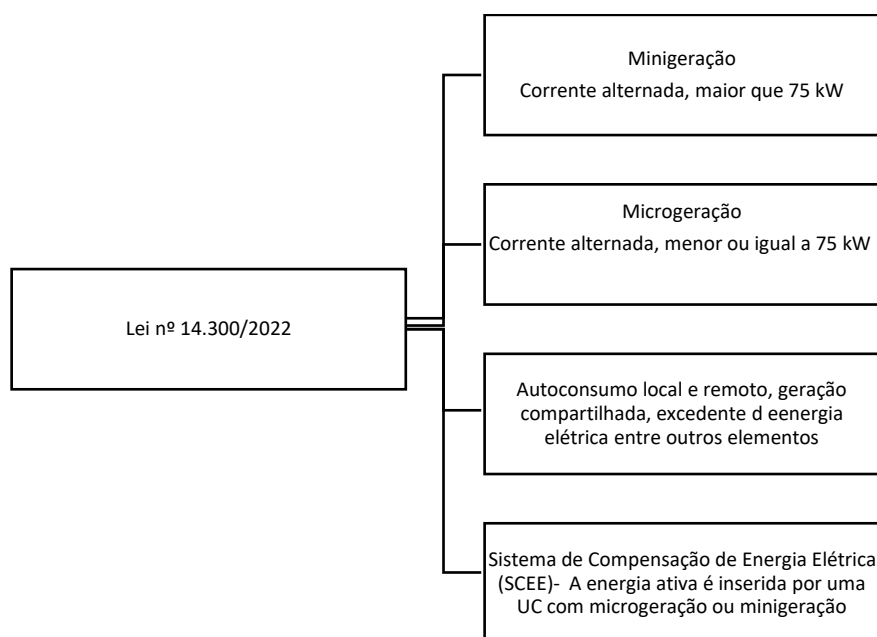 Minigeração
Corrente alternada, maior que 75 kW
Microgeração
Corrente alternada, menor ou igual a 75 kW
Lei nº 14.300/2022
Autoconsumo local e remoto, geração
compartilhada, excedente d eenergia
elétrica entre outros elementos
Sistema de Compensação de Energia Elétrica
(SCEE)- A energia ativa é inserida por uma
UC com microgeração ou minigeração